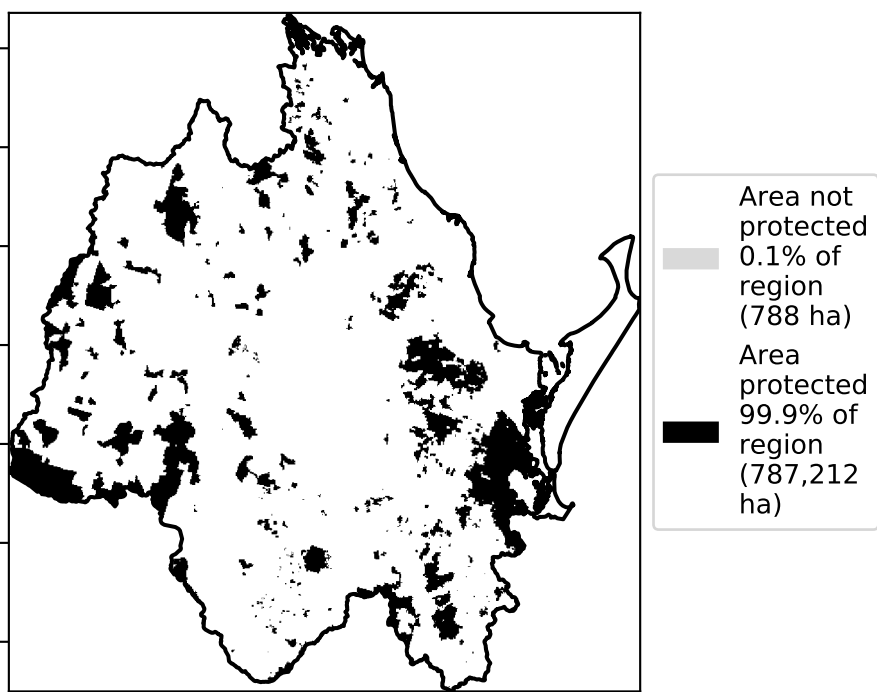 Area not
protected
0.1% of
region
(788 ha)
Area
protected
99.9% of
region
(787,212
ha)